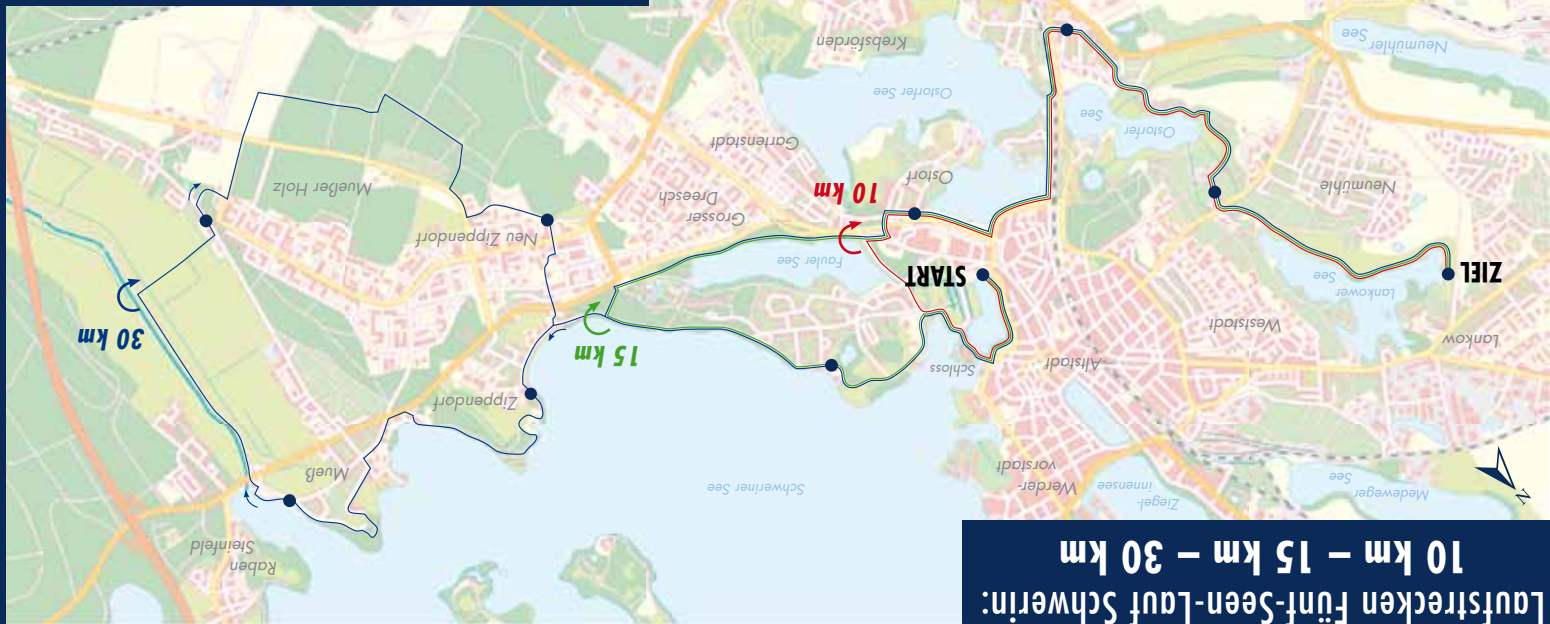 Laufstrecken Fünf-Seen-Lauf Schwerin:
10 km – 15 km – 30 km
N
Medeweger
See
Ziegel-
innensee
Werder-
vorstadt
Schweriner See
Raben
Steinfeld
Mueß
Zippendorf
Schloss
Altstadt
Weststadt
Lankow
15 km
30 km
ZIEL
Lankower
See
START
Fauler See
Neu Zippendorf
10 km
Grosser
Dreesch
Mueßer Holz
Neumühle
Ostorf
Gartenstadt
Ostorfer
See
Ostorfer See
Krebsförden
Neumühler
See